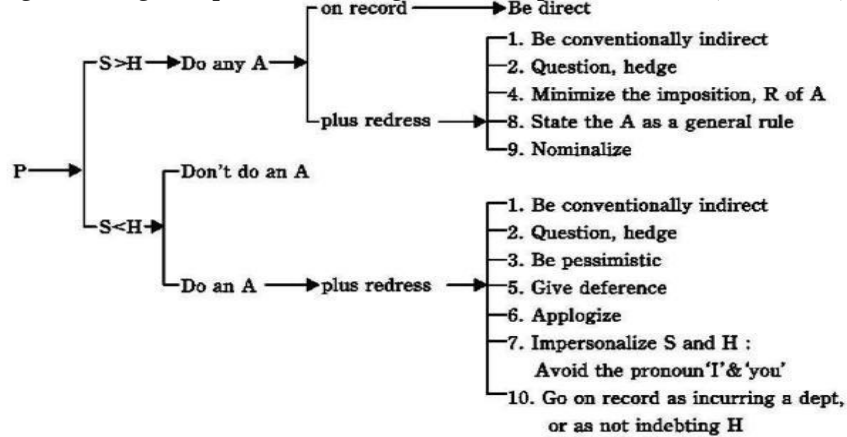 on record
Be direct
S>H
Do any A
1. Be conventionally indirect
2. Question, hedge
4. Minimize the imposition, R of A
plus redress
8. State the A as a general rule
9. Nominalize
P
Don't do an A
S<H
1. Be conventionally indirect
2. Question, hedge
3. Be pessimistic
Do an A
plus redress
5. Give deference
6. Applogize
7. Impersonalize S and H :
Avoid the pronoun'I'&'you'
10. Go on record as incurring a dept,
or as not indebting H